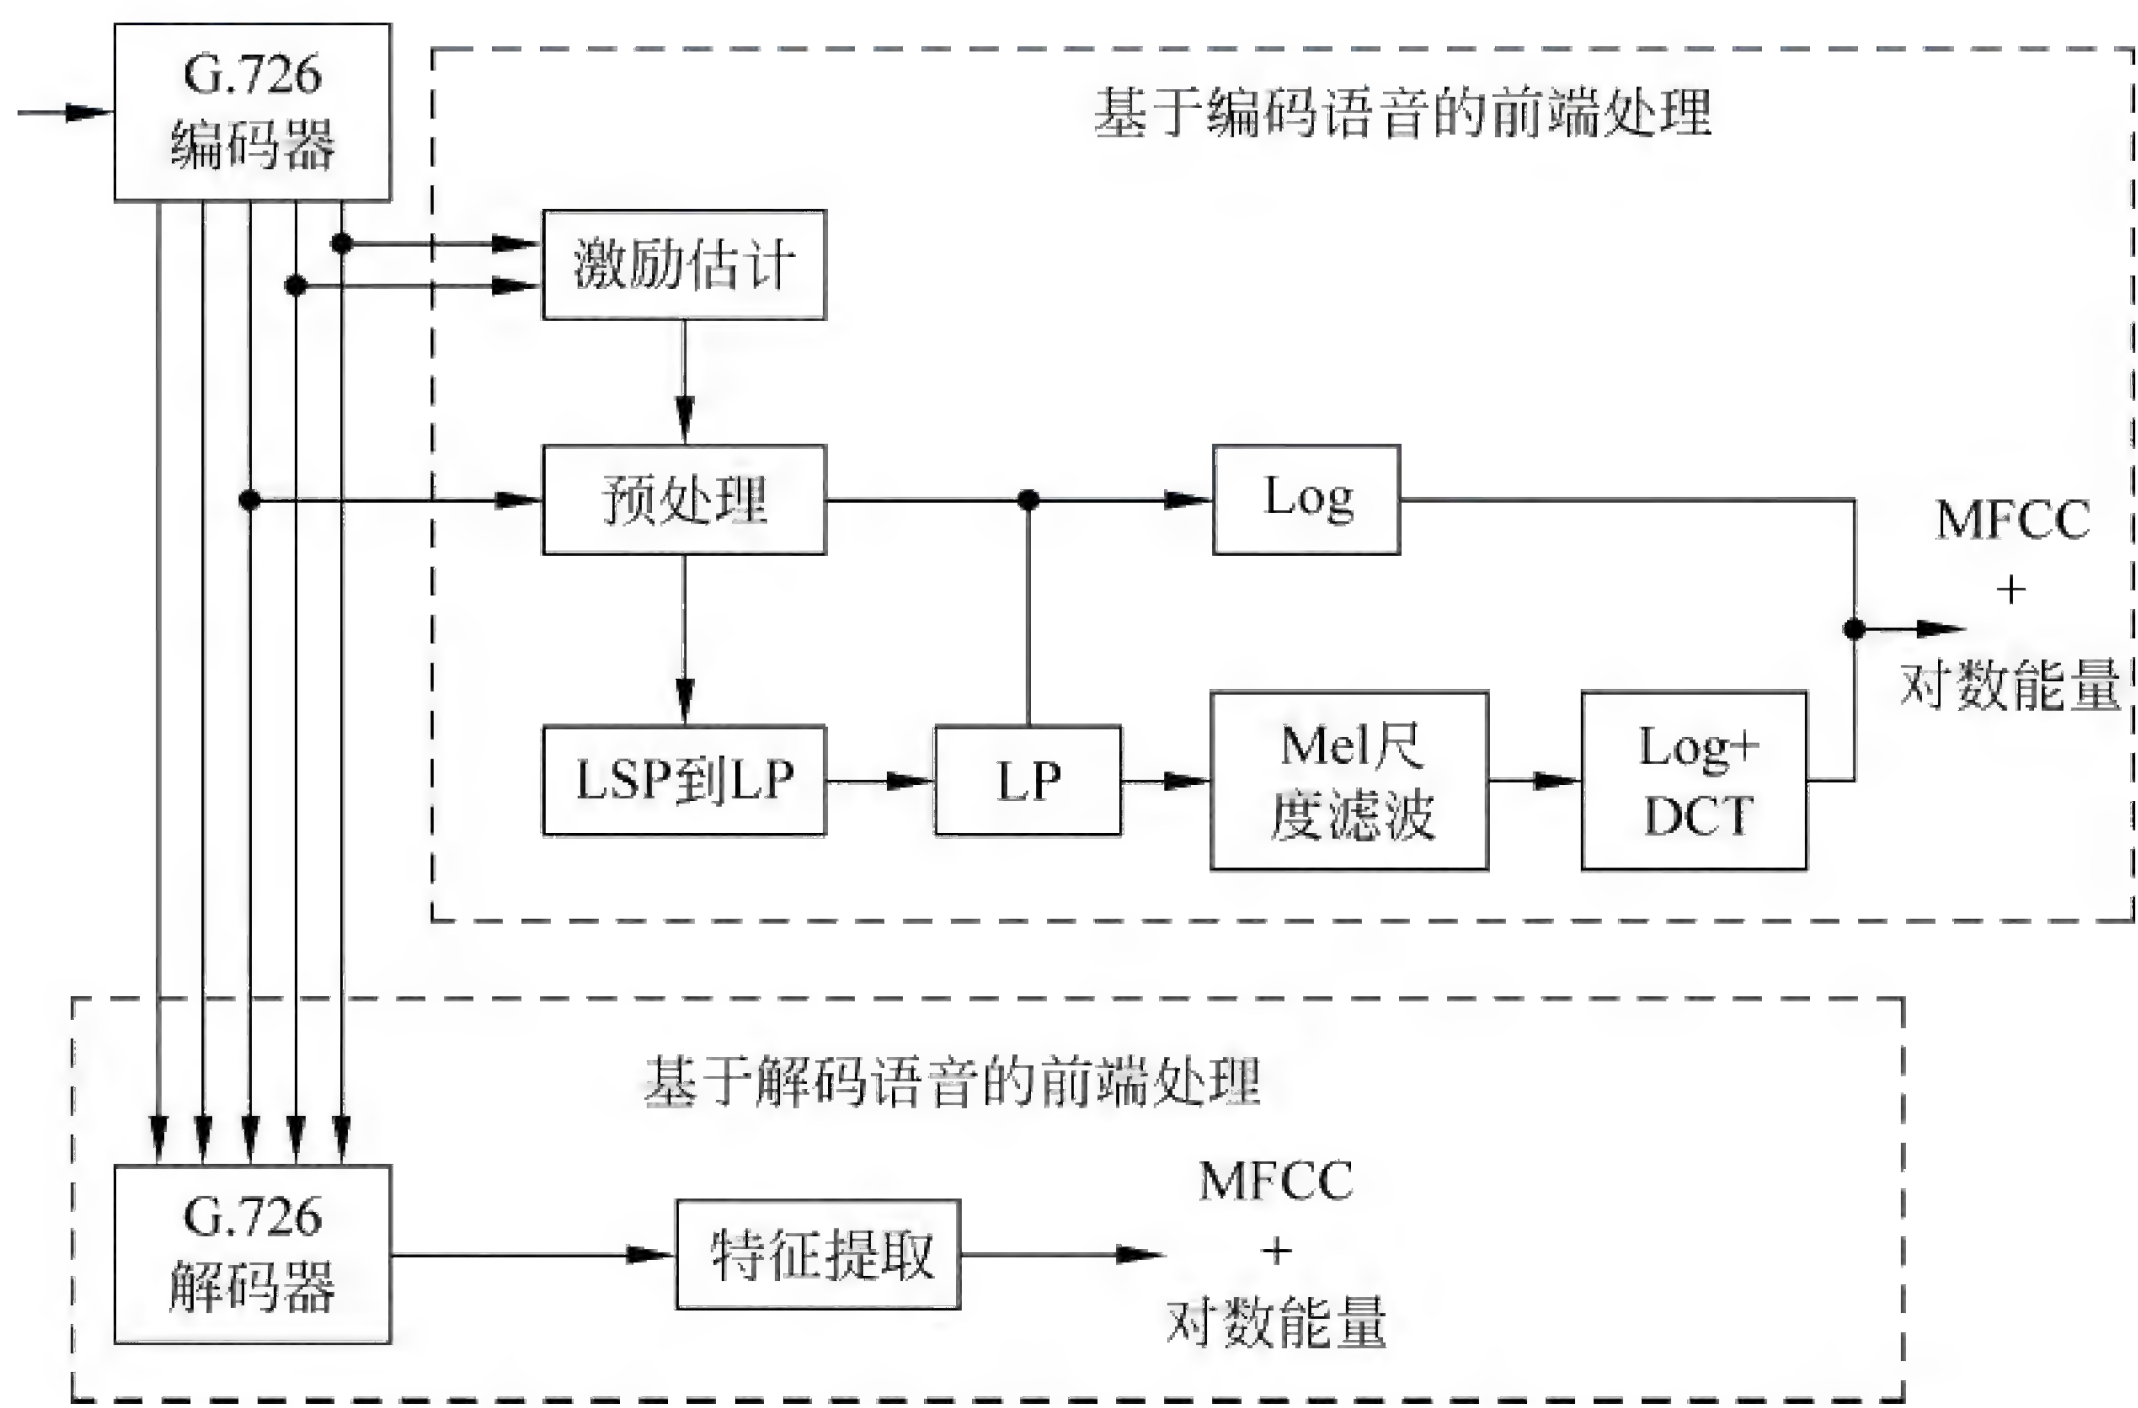 G.726
编码器
基于编码语音的前端处理
激励估计
预处理
Log
MFCC
+
对数能量
LSP到LP
LP
Mel尺
度滤波
Log+
DCT
基于解码语音的前端处理
G.726
解码器
特征提取
MFCC
+
对数能量